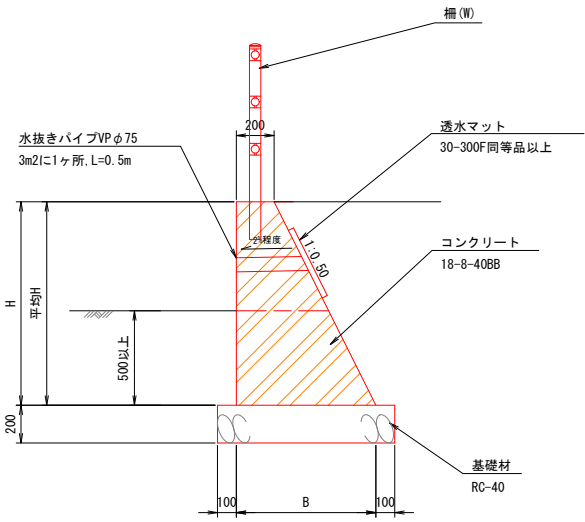 柵(W)
200
水抜きパイプVPφ75
3m2に1ヶ所, L=0.5m
透水マット
30-300F同等品以上
2%程度
1:0.50
コンクリート
18-8-40BB
H
平均H
500以上
200
基礎材
RC-40
100
B
100